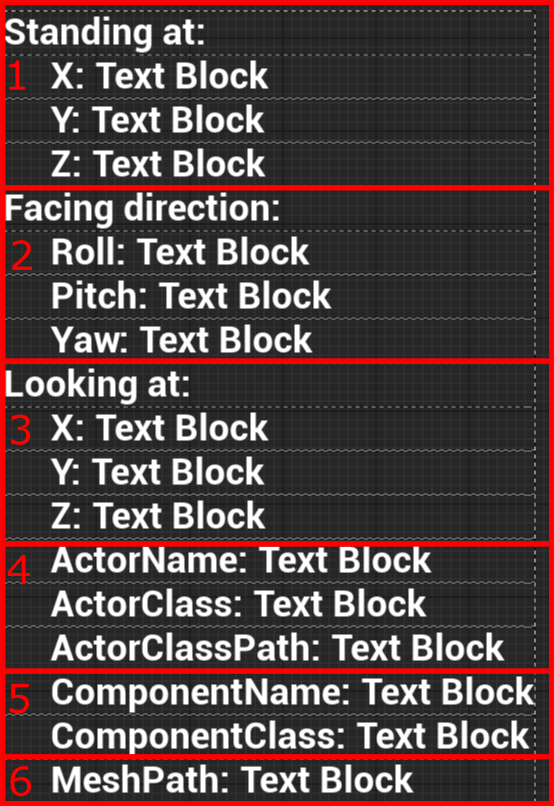 Standing at:
1 X: Text Block
Y: Text Block
Z: Text Block
Facing direction:
2 Roll: Text Block
Pitch: Text Block
Yaw: Text Block
Looking at:
3 X: Text Block
Y: Text Block
Z: Text Block
4 ActorName: Text Block
ActorClass: Text Block
ActorClassPath: Text Block
5 ComponentName: Text Block
ComponentClass: Text Block
6 MeshPath: Text Block